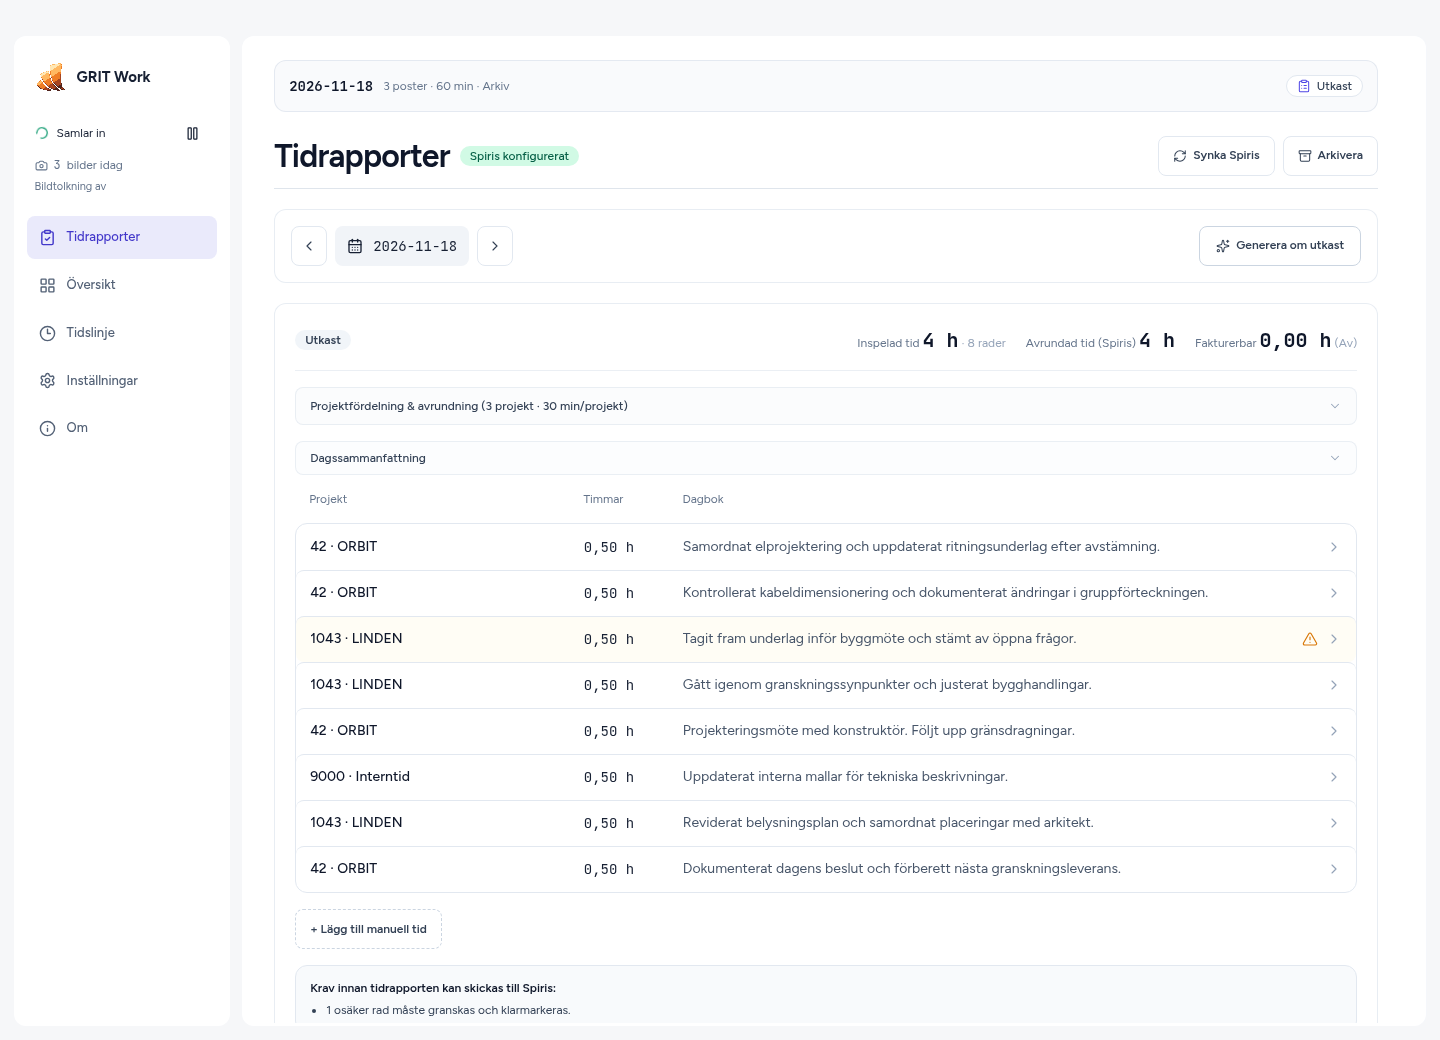 GRIT Work
Samlar in
3 bilder idag
Bildtolkning av
Tidrapporter
Översikt
Tidslinje
Inställningar
Om
2026-11-18 3 poster · 60 min · Arkiv
Utkast
Tidrapporter Spiris konfigurerat
Synka Spiris
Arkivera
2026-11-18
Generera om utkast
Utkast
Inspelad tid 4 h · 8 rader
Avrundad tid (Spiris) 4 h
Fakturerbar 0,00 h (Av)
Projektfördelning & avrundning (3 projekt · 30 min/projekt)
Dagssammanfattning
Projekt Timmar Dagbok
42 · ORBIT 0,50 h Samordnat elprojektering och uppdaterat ritningsunderlag efter avstämning.
42 · ORBIT 0,50 h Kontrollerat kabeldimensionering och dokumenterat ändringar i gruppförteckningen.
1043 · LINDEN 0,50 h Tagit fram underlag inför byggmöte och stämt av öppna frågor.
1043 · LINDEN 0,50 h Gått igenom granskningssynpunkter och justerat bygghandlingar.
42 · ORBIT 0,50 h Projekteringsmöte med konstruktör. Följt upp gränsdragningar.
9000 · Interntid 0,50 h Uppdaterat interna mallar för tekniska beskrivningar.
1043 · LINDEN 0,50 h Reviderat belysningsplan och samordnat placeringar med arkitekt.
42 · ORBIT 0,50 h Dokumenterat dagens beslut och förberett nästa granskningsleverans.
+ Lägg till manuell tid
Krav innan tidrapporten kan skickas till Spiris:
• 1 osäker rad måste granskas och klarmarkeras.